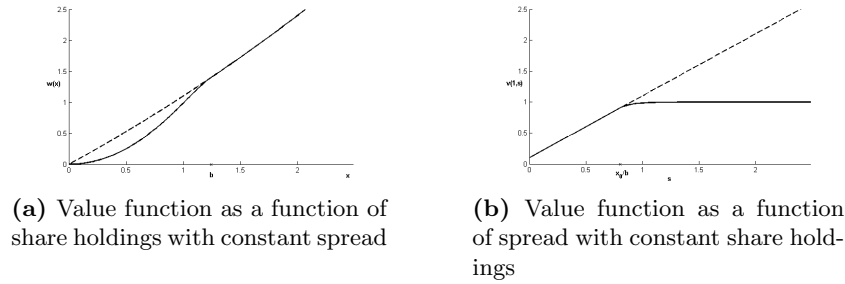 2.5
2
1.5
w(x)
1
0.5
0
0 0.5 1 b 1.5 2 x
2.5
2
1.5
v(1,s)
1
0.5
0
0 0.5 x₀/b 1 s 1.5 2
(a) Value function as a function of
share holdings with constant spread
(b) Value function as a function
of spread with constant share hold-
ings